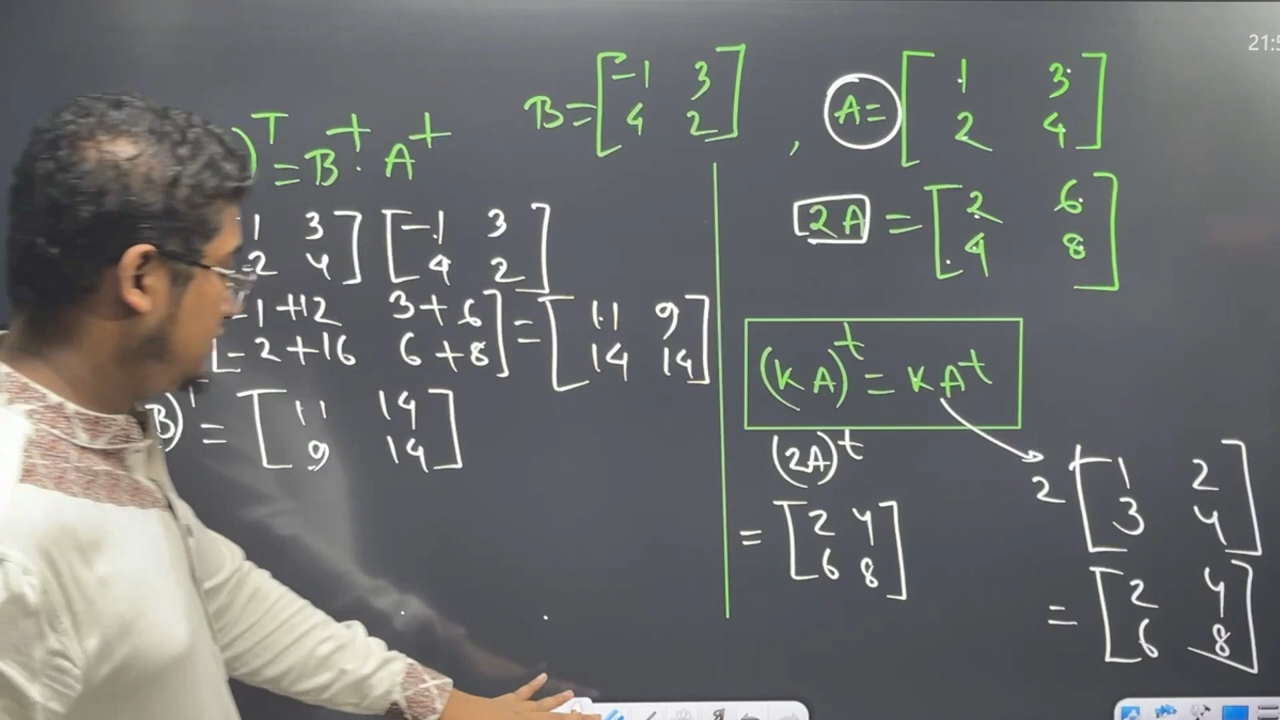 21:5
B = [ -1 3
4 2 ] , A = [ 1 3
2 4 ]
)ᵀ = Bᵗ . Aᵗ
2A = [ 2 6
4 8 ]
1 3 ] [ -1 3
2 4 ] [ 4 2 ]
[ -1 + 12 3 + 6 ] = [ 11 9 ]
[ -2 + 16 6 + 8 ] [ 14 14 ]
B) = [ 11 14
9 14 ]
(KA)ᵗ = KAᵗ
(2A)ᵗ
= [ 2 4
6 8 ]
2 [ 1 2
3 4 ]
= [ 2 4
6 8 ]